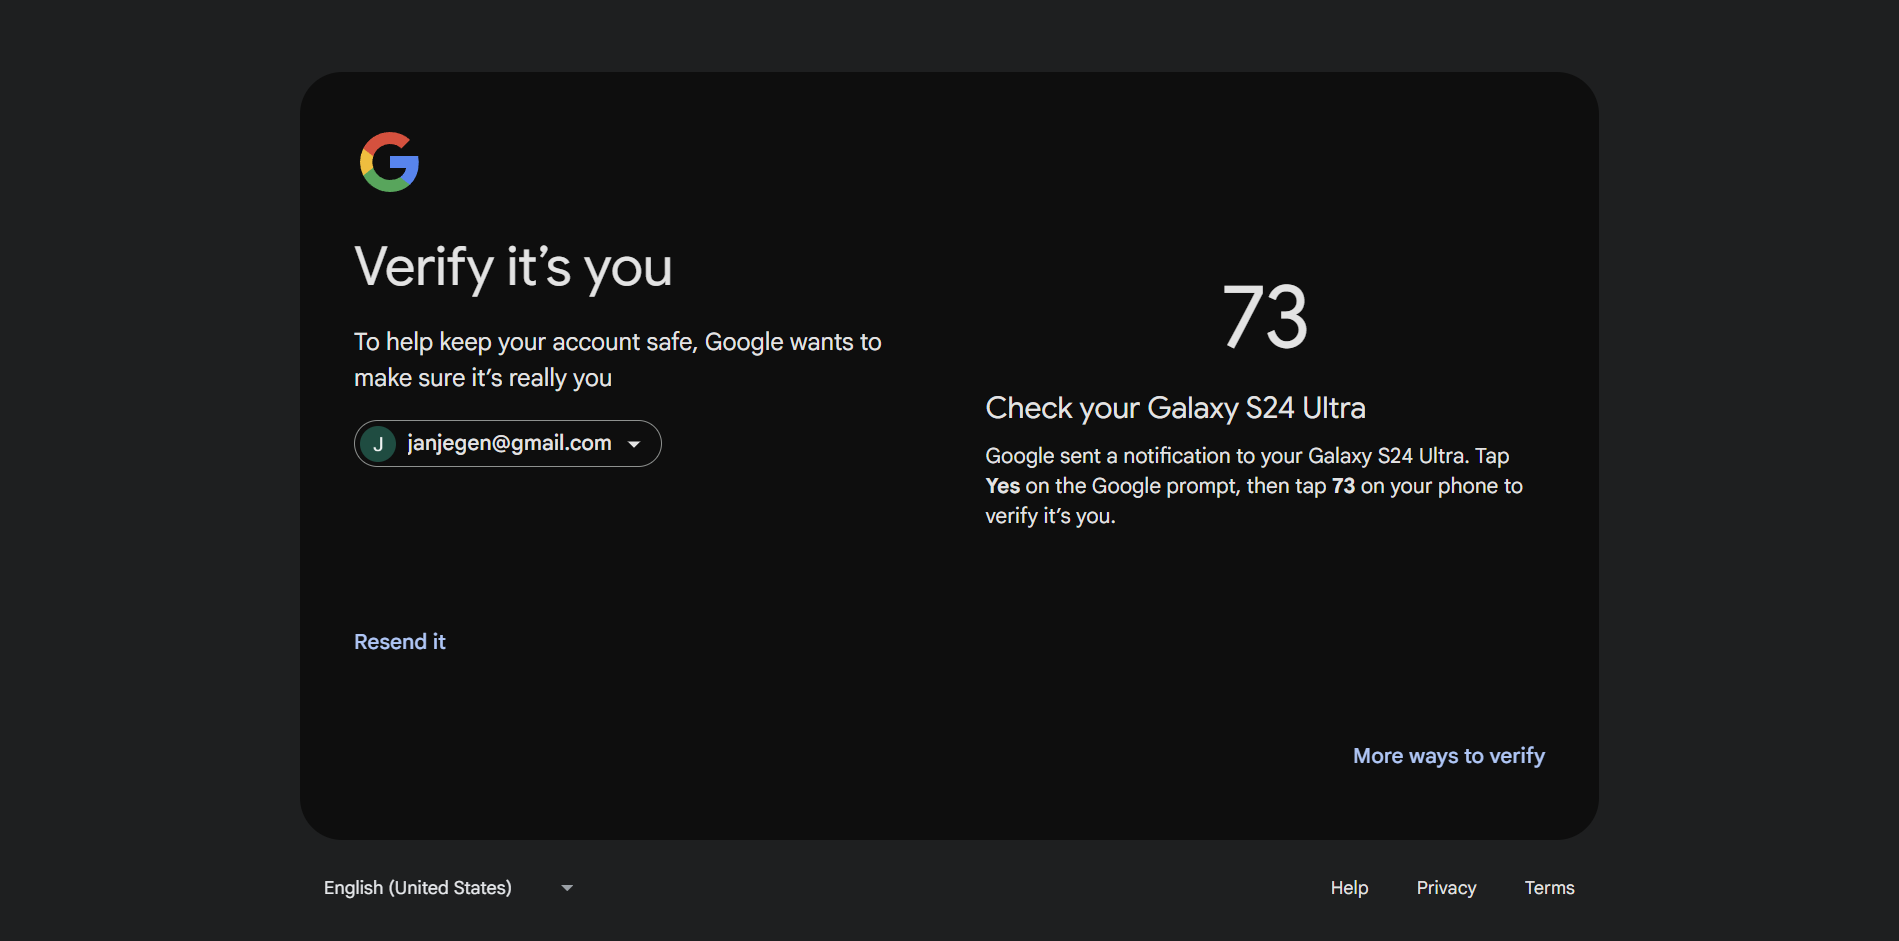 Verify it’s you
To help keep your account safe, Google wants to
make sure it’s really you
J janjegen@gmail.com
Resend it
73
Check your Galaxy S24 Ultra
Google sent a notification to your Galaxy S24 Ultra. Tap
Yes on the Google prompt, then tap 73 on your phone to
verify it’s you.
More ways to verify
English (United States)
Help Privacy Terms